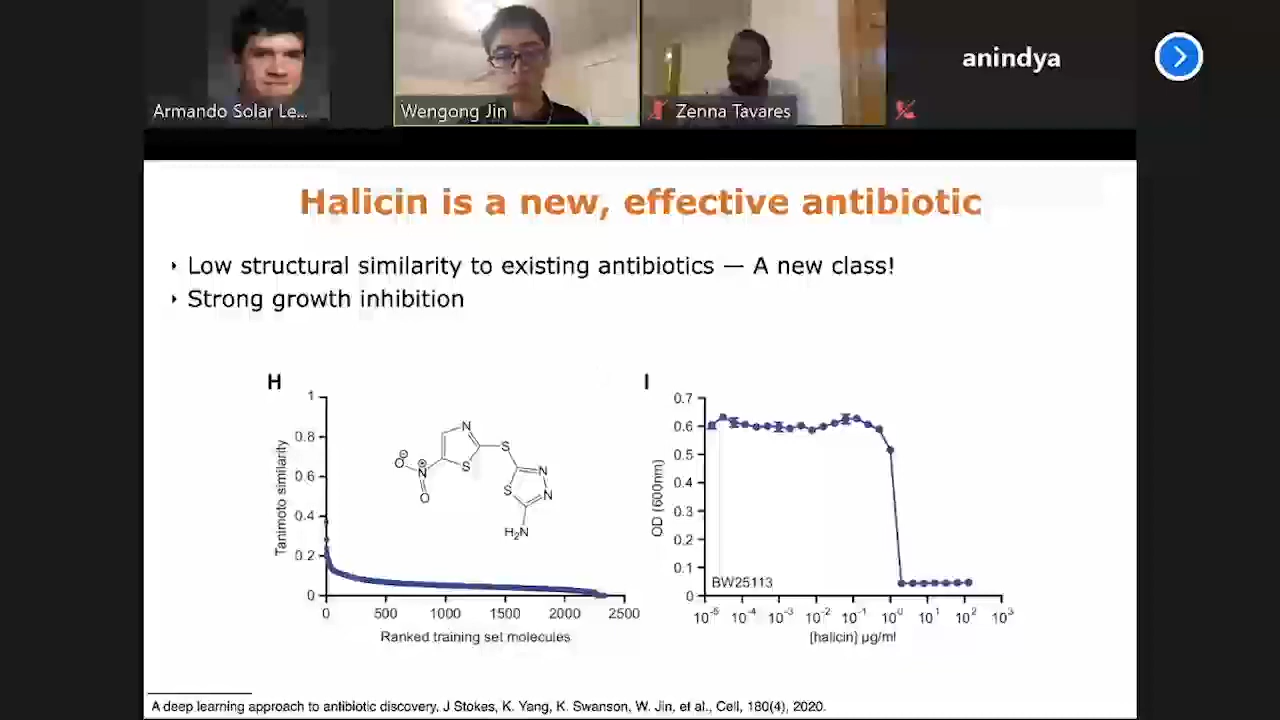 Armando Solar Le...
Wengong Jin
Zenna Tavares
anindya
Halicin is a new, effective antibiotic
‣ Low structural similarity to existing antibiotics — A new class!
‣ Strong growth inhibition
H
1
0.8
0.6
0.4
0.2
0
Tanimoto similarity
N
S
S
O
N
O
N
N
S
H₂N
0 500 1000 1500 2000 2500
Ranked training set molecules
I
0.7
0.6
0.5
0.4
0.3
0.2
0.1
0
OD (600nm)
BW25113
10⁻⁵ 10⁻⁴ 10⁻³ 10⁻² 10⁻¹ 10⁰ 10¹ 10² 10³
[halicin] µg/ml
A deep learning approach to antibiotic discovery, J Stokes, K. Yang, K. Swanson, W. Jin, et al., Cell, 180(4), 2020.